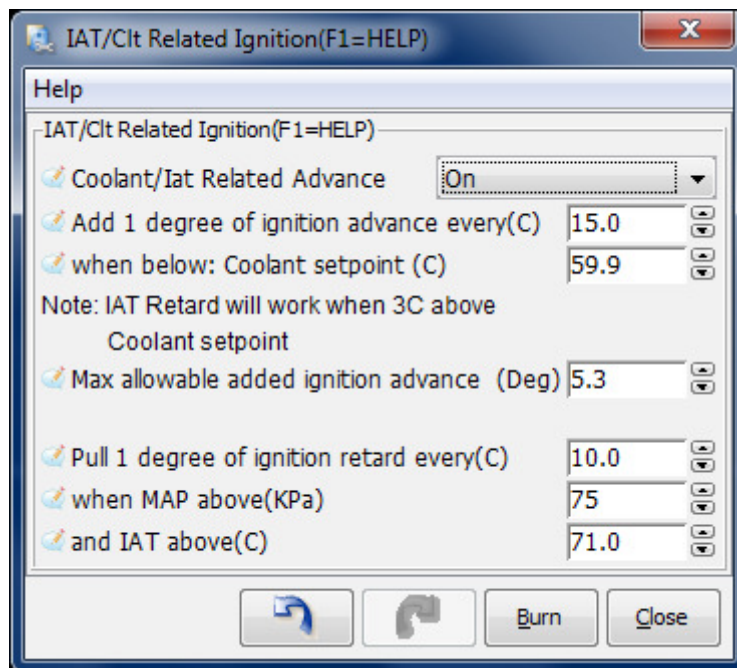 IAT/Clt Related Ignition(F1=HELP)
Help
IAT/Clt Related Ignition(F1=HELP)
Coolant/Iat Related Advance On
Add 1 degree of ignition advance every(C) 15.0
when below: Coolant setpoint (C) 59.9
Note: IAT Retard will work when 3C above
Coolant setpoint
Max allowable added ignition advance (Deg) 5.3
Pull 1 degree of ignition retard every(C) 10.0
when MAP above(KPa) 75
and IAT above(C) 71.0
Burn Close